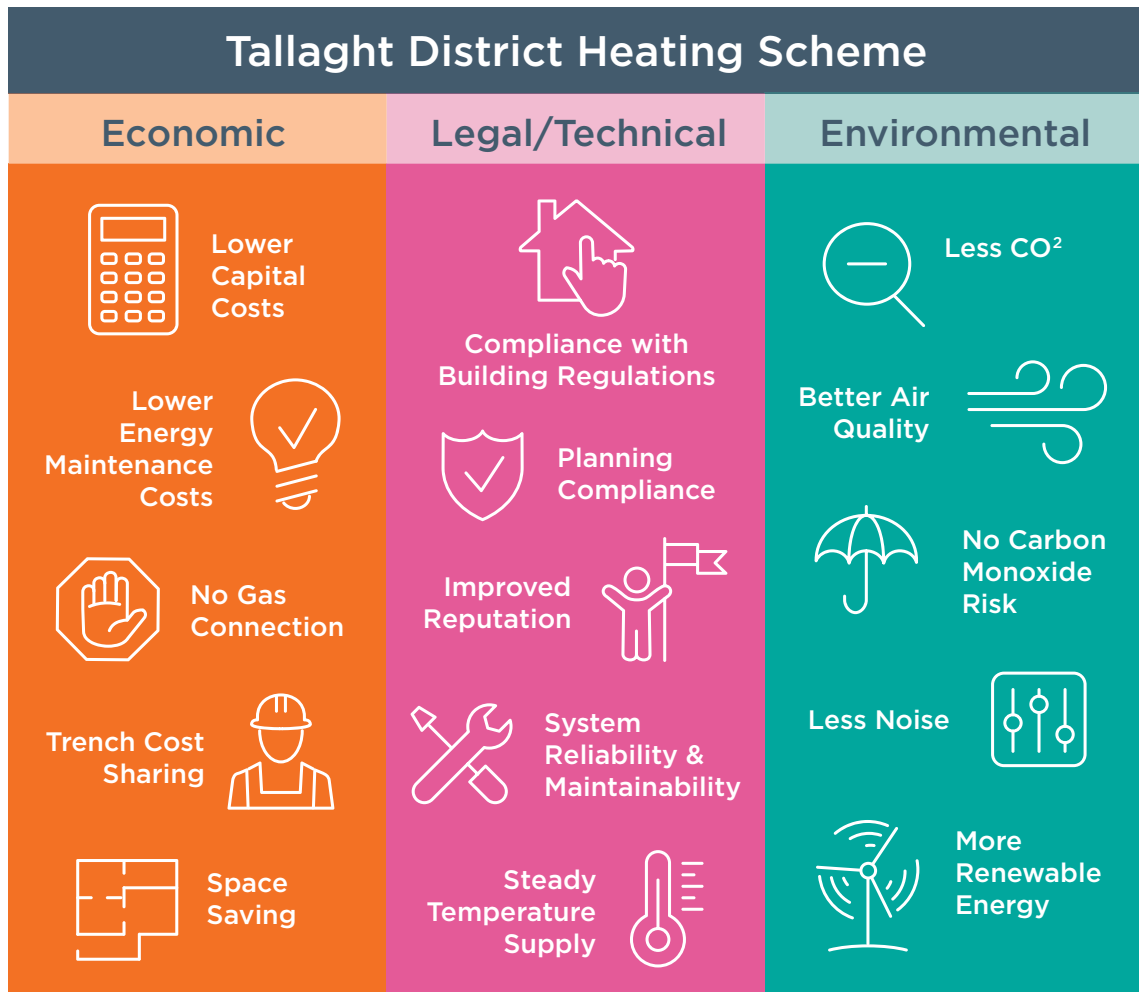 Tallaght District Heating Scheme
Economic
Lower
Capital
Costs
Lower
Energy
Maintenance
Costs
No Gas
Connection
Trench Cost
Sharing
Space
Saving
Legal/Technical
Compliance with
Building Regulations
Planning
Compliance
Improved
Reputation
System
Reliability &
Maintainability
Steady
Temperature
Supply
Environmental
Less CO²
Better Air
Quality
No Carbon
Monoxide
Risk
Less Noise
More
Renewable
Energy